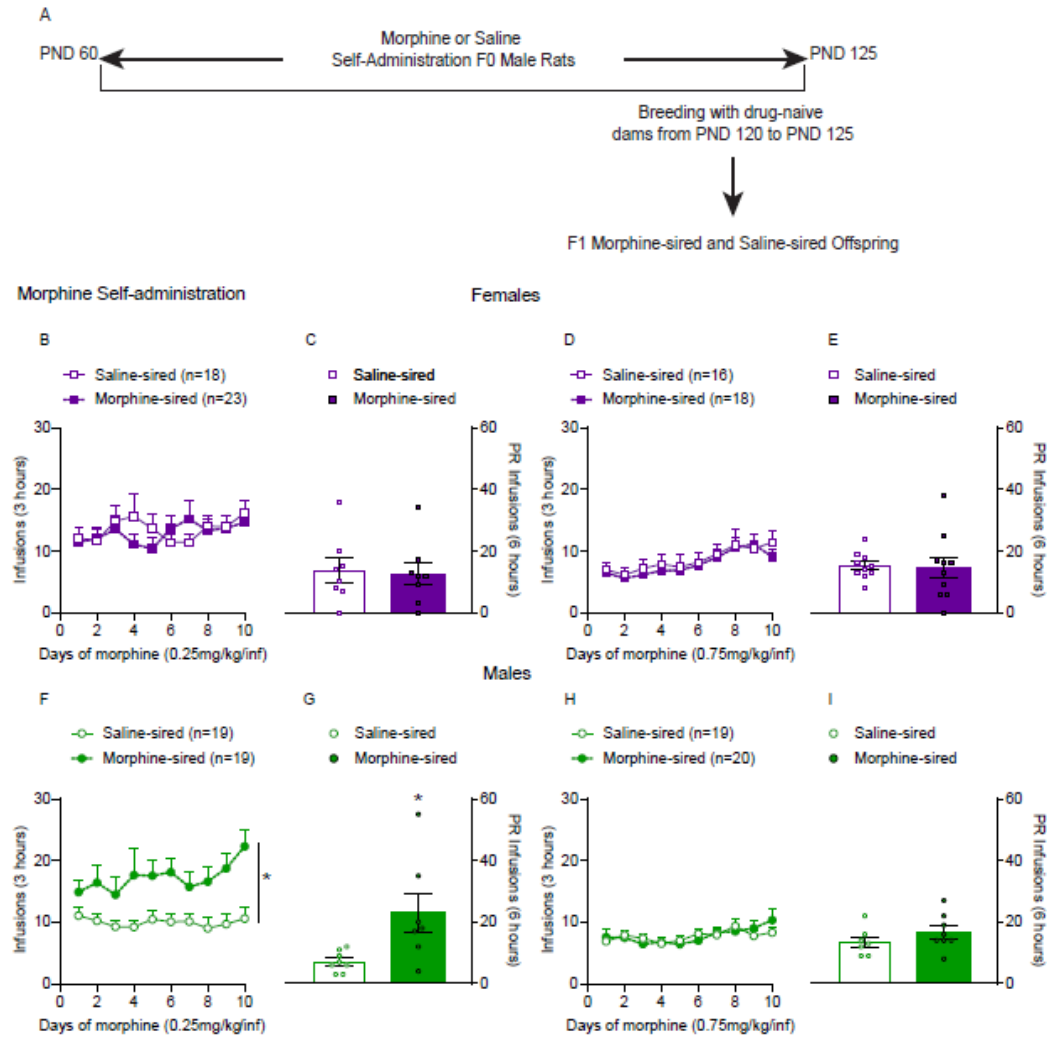 A
PND 60
Morphine or Saline
Self-Administration F0 Male Rats
PND 125
Breeding with drug-naive
dams from PND 120 to PND 125
F1 Morphine-sired and Saline-sired Offspring
Morphine Self-administration
Females
B
Saline-sired (n=18)
Morphine-sired (n=23)
30
20
10
0
Infusions (3 hours)
0 2 4 6 8 10
Days of morphine (0.25mg/kg/inf)
C
Saline-sired
Morphine-sired
60
40
20
0
PR Infusions (6 hours)
D
Saline-sired (n=16)
Morphine-sired (n=18)
30
20
10
0
Infusions (3 hours)
0 2 4 6 8 10
Days of morphine (0.75mg/kg/inf)
E
Saline-sired
Morphine-sired
60
40
20
0
PR Infusions (6 hours)
Males
F
Saline-sired (n=19)
Morphine-sired (n=19)
30
20
10
0
Infusions (3 hours)
*
0 2 4 6 8 10
Days of morphine (0.25mg/kg/inf)
G
Saline-sired
Morphine-sired
*
60
40
20
0
PR Infusions (6 hours)
H
Saline-sired (n=19)
Morphine-sired (n=20)
30
20
10
0
Infusions (3 hours)
0 2 4 6 8 10
Days of morphine (0.75mg/kg/inf)
I
Saline-sired
Morphine-sired
60
40
20
0
PR Infusions (6 hours)